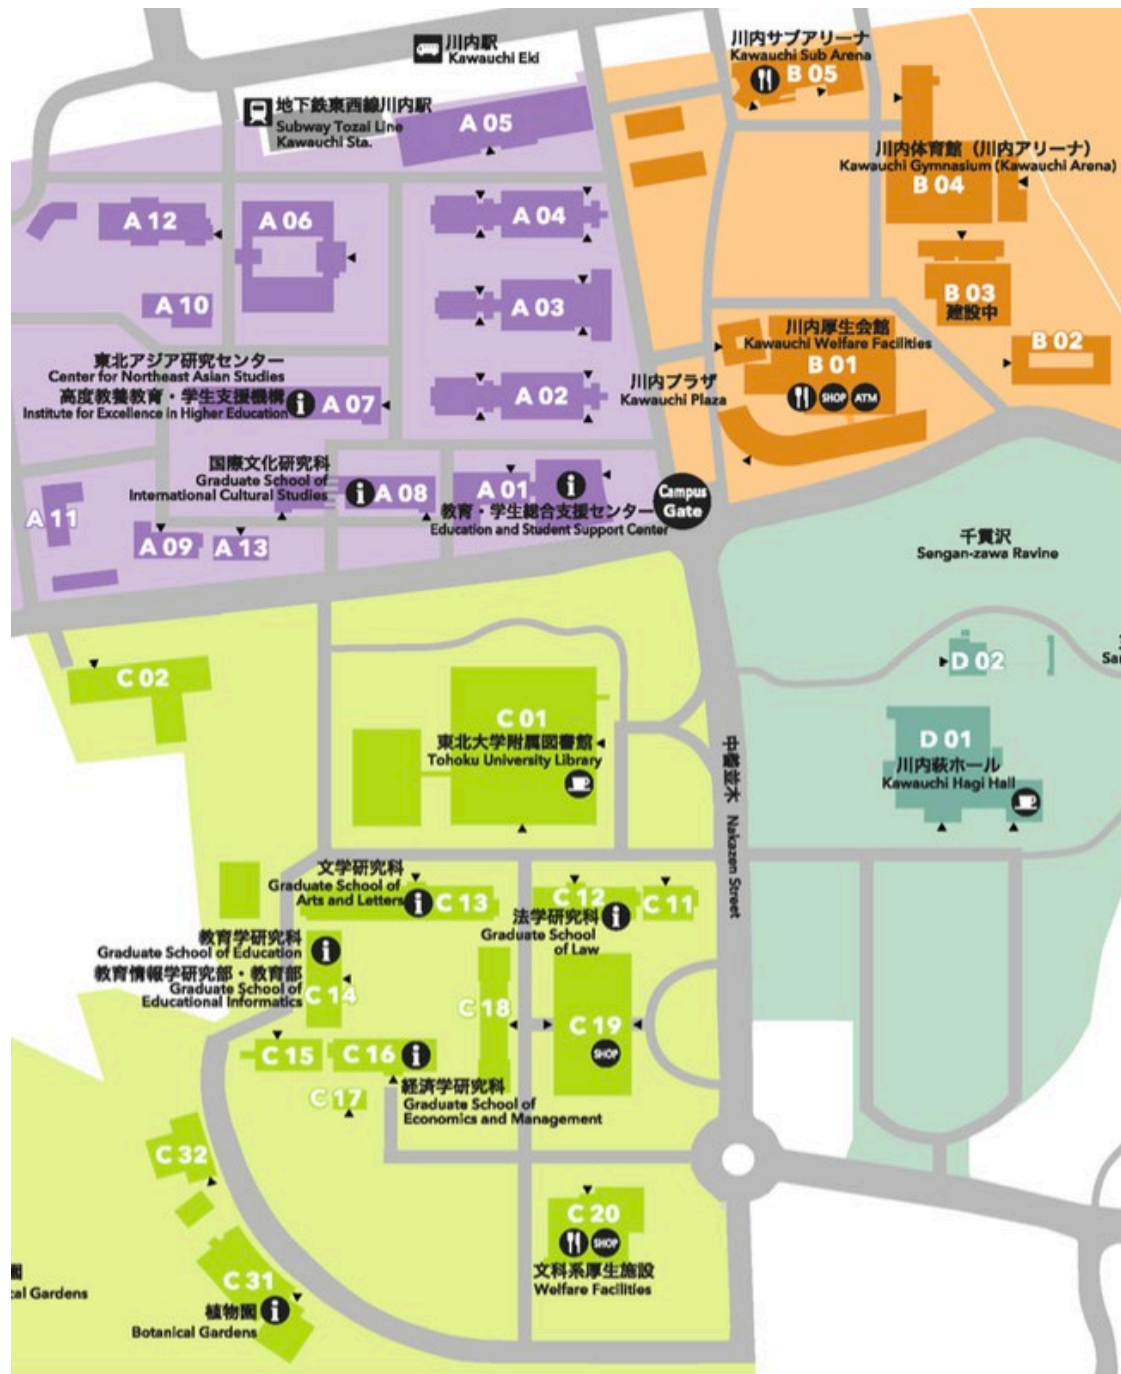 川内駅
Kawauchi Eki
川内サブアリーナ
Kawauchi Sub Arena
B 05
地下鉄東西線川内駅
Subway Tozai Line
Kawauchi Sta.
A 05
川内体育館（川内アリーナ）
Kawauchi Gymnasium (Kawauchi Arena)
B 04
A 12
A 06
A 04
A 10
A 03
B 03
建設中
川内厚生会館
Kawauchi Welfare Facilities
B 01
SHOP
ATM
B 02
東北アジア研究センター
Center for Northeast Asian Studies
高度教養教育・学生支援機構
Institute for Excellence in Higher Education
i
A 07
A 02
川内プラザ
Kawauchi Plaza
国際文化研究科
Graduate School of
International Cultural Studies
i
A 08
A 01
i
教育・学生総合支援センター
Education and Student Support Center
Campus
Gate
A 11
A 09
A 13
千貫沢
Sengan-zawa Ravine
C 02
D 02
C 01
東北大学附属図書館
Tohoku University Library
D 01
川内萩ホール
Kawauchi Hagi Hall
Nakazen Street
文学研究科
Graduate School of
Arts and Letters
i
C 13
C 12
i
C 11
法学研究科
Graduate School
of Law
教育学研究科
Graduate School of Education
i
教育情報学研究部・教育部
Graduate School of
Educational Informatics
C 14
C 18
C 19
SHOP
C 15
C 16
i
経済学研究科
Graduate School of
Economics and Management
C 17
C 32
C 20
SHOP
文科系厚生施設
Welfare Facilities
C 31
植物園
Botanical Gardens
i
園
cal Gardens